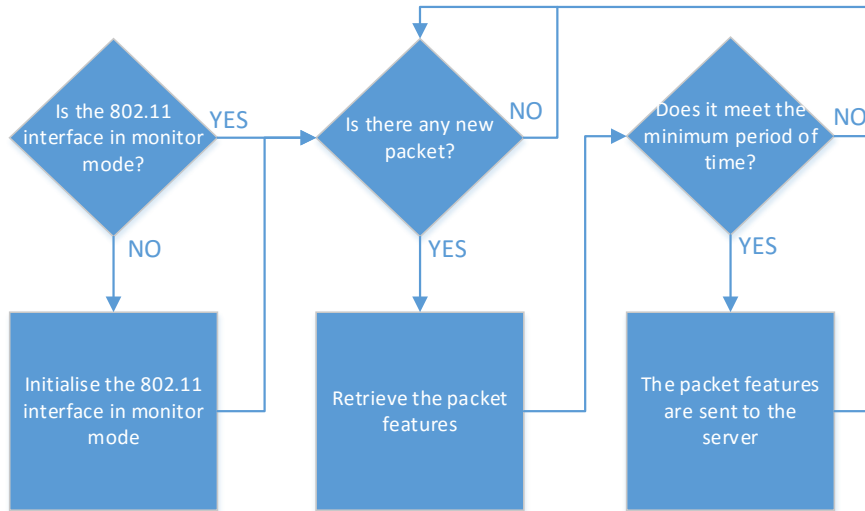 Is the 802.11
interface in monitor
mode?
YES
NO
Initialise the 802.11
interface in monitor
mode
Is there any new
packet?
NO
YES
Retrieve the packet
features
Does it meet the
minimum period of
time?
NO
YES
The packet features
are sent to the
server